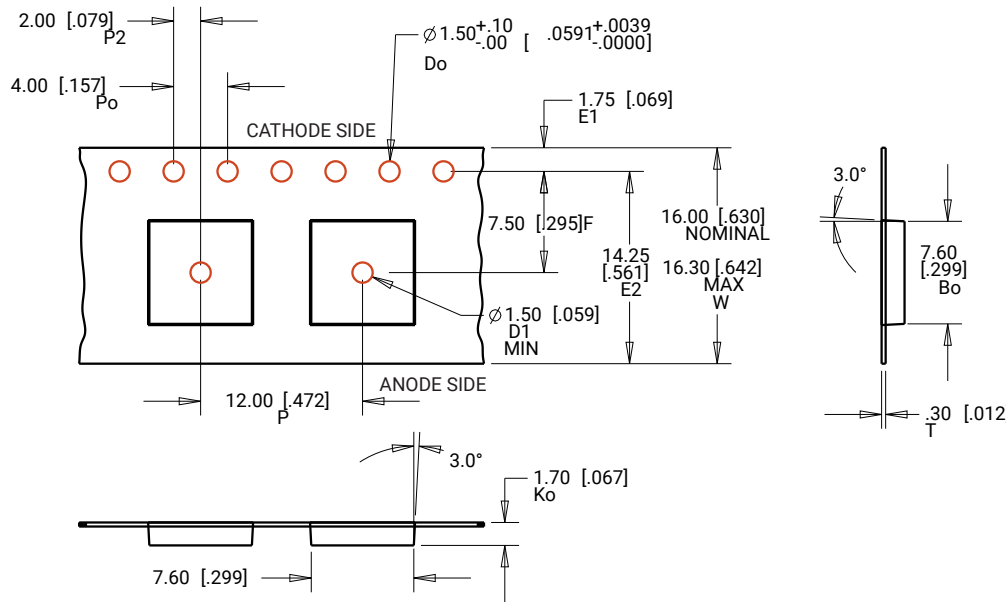 2.00 [.079]
P2
4.00 [.157]
Po
CATHODE SIDE
Ø 1.50 +.10 -.00 [ .0591 +.0039 -.0000]
Do
1.75 [.069]
E1
7.50 [.295]F
14.25
[.561]
E2
16.00 [.630]
NOMINAL
16.30 [.642]
MAX
W
Ø 1.50 [.059]
D1
MIN
ANODE SIDE
12.00 [.472]
P
3.0°
7.60
[.299]
Bo
.30 [.012
T
3.0°
1.70 [.067]
Ko
7.60 [.299]